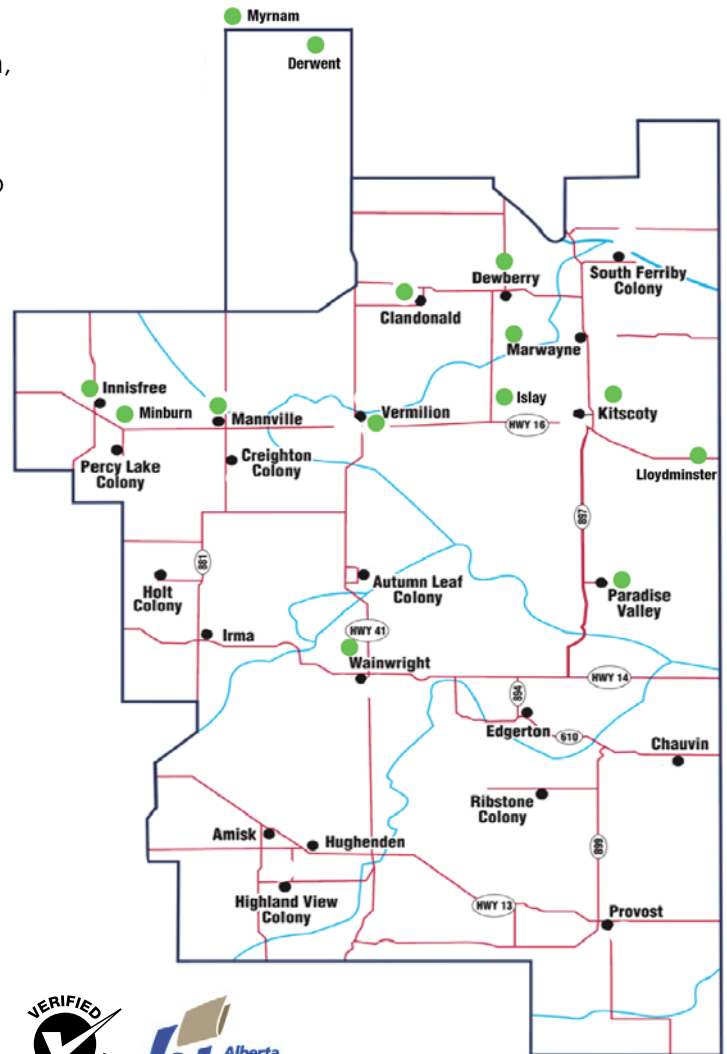 Myrnam
Derwent
South Ferriby
Colony
Dewberry
Clandonald
Marwayne
Innisfree
Minburn
Mannville
Vermilion
Islay
Kitscoty
HWY 16
Percy Lake
Colony
Creighton
Colony
Lloydminster
897
881
Holt
Colony
Autumn Leaf
Colony
Paradise
Valley
Irma
HWY 41
Wainwright
HWY 14
894
Edgerton
610
Chauvin
Ribstone
Colony
Amisk
Hughenden
899
Highland View
Colony
HWY 13
Provost
VERIFIED
Alberta